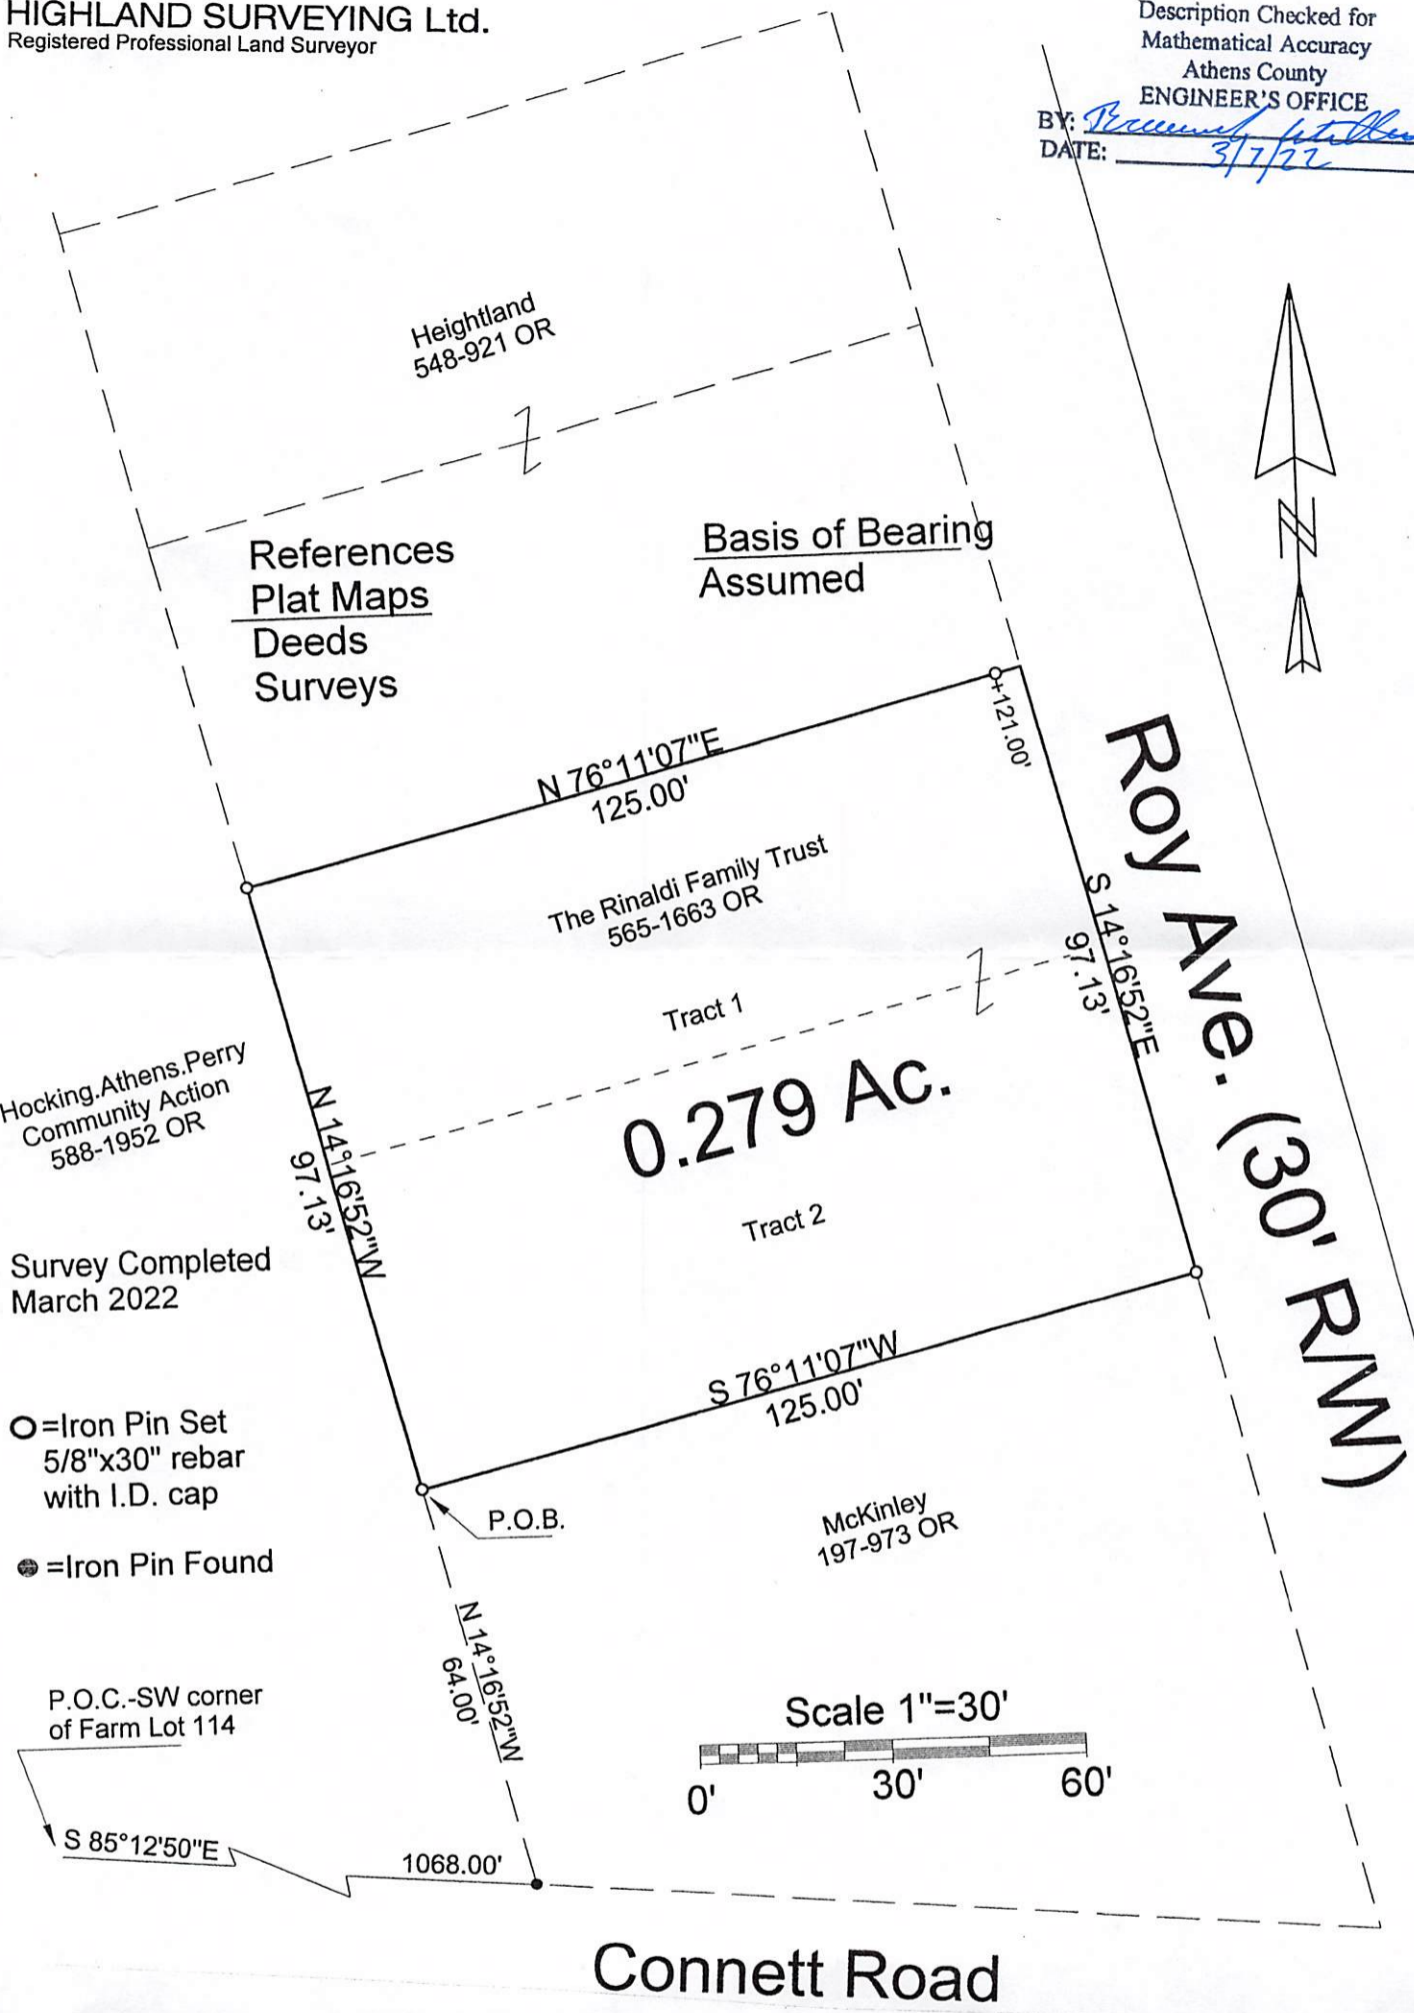 HIGHLAND SURVEYING Ltd.
Registered Professional Land Surveyor
Description Checked for
Mathematical Accuracy
Athens County
ENGINEER'S OFFICE
BY:
DATE: 3/7/22
Heightland
548-921 OR
N
References
Plat Maps
Deeds
Surveys
Basis of Bearing
Assumed
+121.00'
N 76°11'07"E
125.00'
Roy Ave. (30' R/W)
The Rinaldi Family Trust
565-1663 OR
S 14°16'52"E
97.13'
Tract 1
0.279 Ac.
Hocking.Athens.Perry
Community Action
588-1952 OR
N 14°16'52"W
97.13'
Tract 2
Survey Completed
March 2022
S 76°11'07"W
125.00'
O=Iron Pin Set
5/8"x30" rebar
with I.D. cap
P.O.B.
McKinley
197-973 OR
● =Iron Pin Found
N 14°16'52"W
64.00'
P.O.C.-SW corner
of Farm Lot 114
Scale 1"=30'
0' 30' 60'
S 85°12'50"E
1068.00'
Connett Road